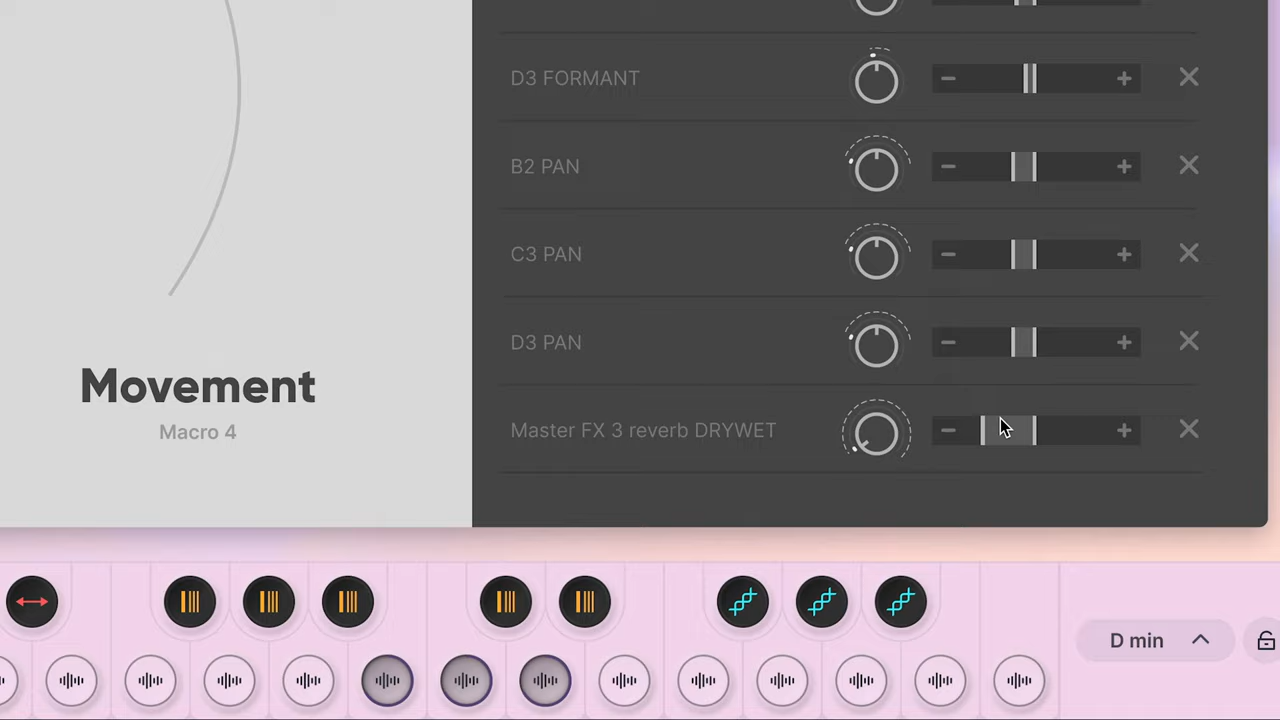 D3 FORMANT
B2 PAN
C3 PAN
D3 PAN
Movement
Macro 4
Master FX 3 reverb DRYWET
D min